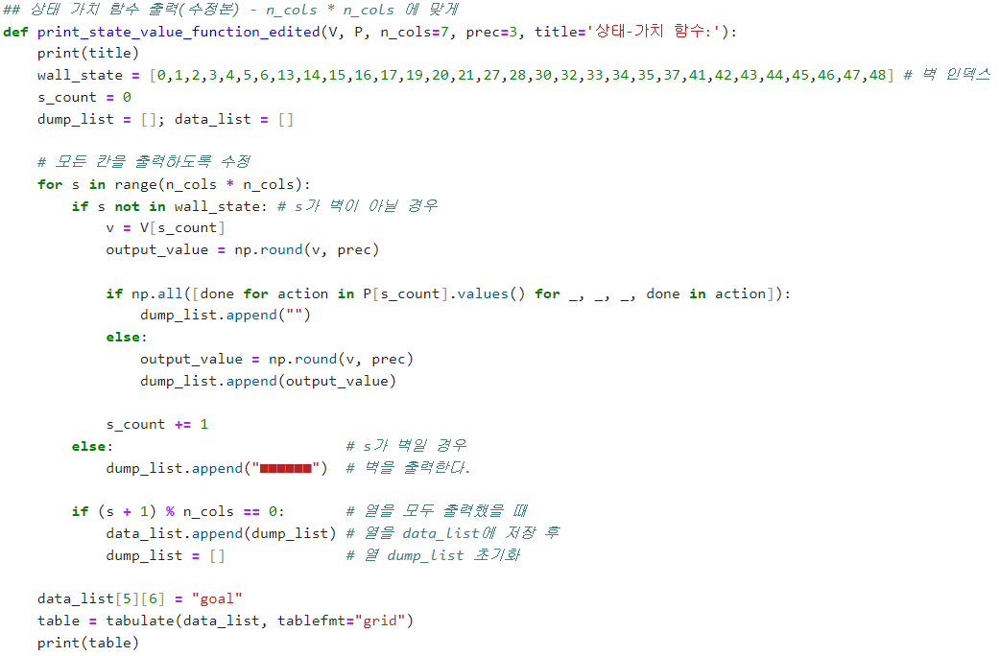 ## 상태 가치 함수 출력(수정본) - n_cols * n_cols 에 맞게
def print_state_value_function_edited(V, P, n_cols=7, prec=3, title='상태-가치 함수:'):
    print(title)
    wall_state = [0,1,2,3,4,5,6,13,14,15,16,17,19,20,21,27,28,30,32,33,34,35,37,41,42,43,44,45,46,47,48] # 벽 인덱스
    s_count = 0
    dump_list = []; data_list = []

    # 모든 칸을 출력하도록 수정
    for s in range(n_cols * n_cols):
        if s not in wall_state: # s가 벽이 아닐 경우
            v = V[s_count]
            output_value = np.round(v, prec)

            if np.all([done for action in P[s_count].values() for _, _, _, done in action]):
                dump_list.append("")
            else:
                output_value = np.round(v, prec)
                dump_list.append(output_value)

            s_count += 1
        else:                           # s가 벽일 경우
            dump_list.append("■■■■■■")  # 벽을 출력한다.

        if (s + 1) % n_cols == 0:       # 열을 모두 출력했을 때
            data_list.append(dump_list) # 열을 data_list에 저장 후
            dump_list = []              # 열 dump_list 초기화

    data_list[5][6] = "goal"
    table = tabulate(data_list, tablefmt="grid")
    print(table)